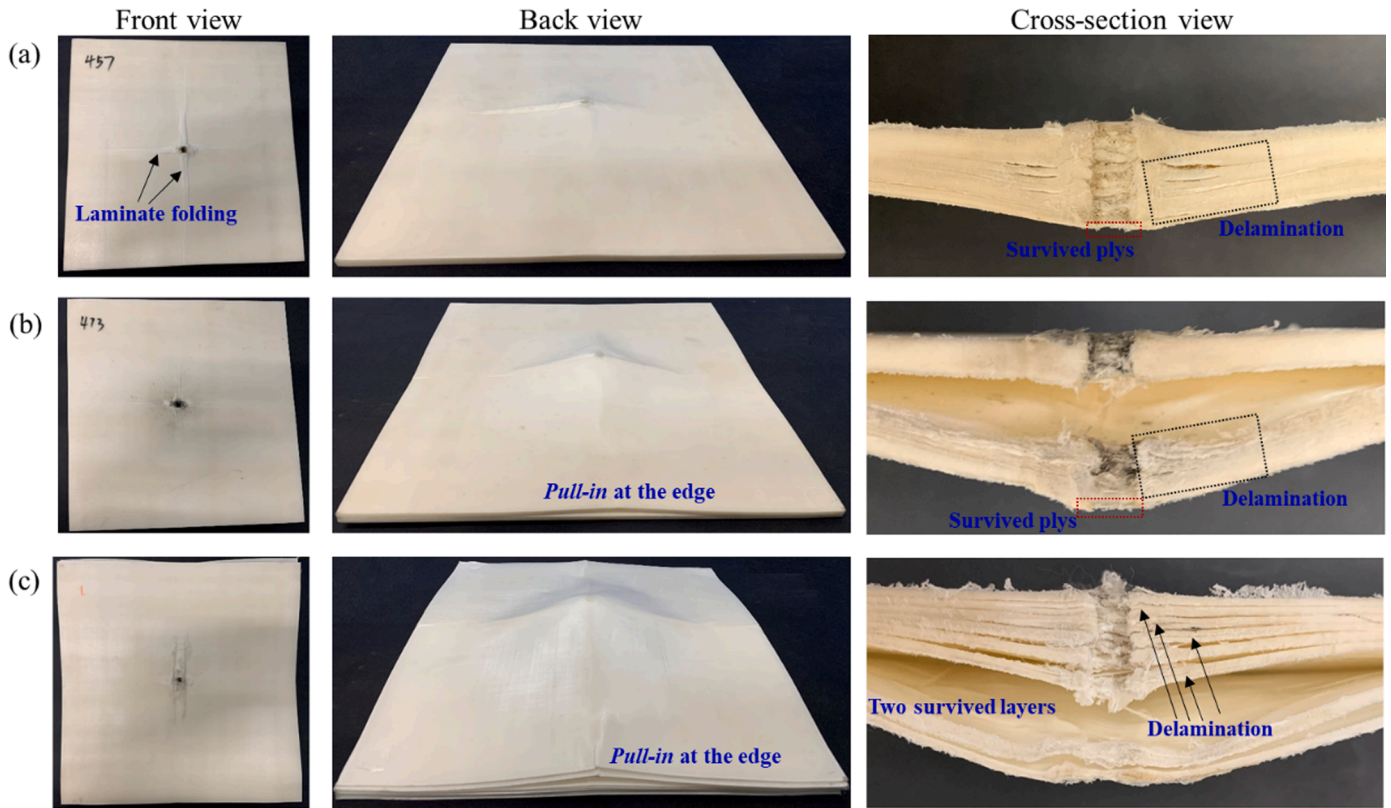 Front view
Back view
Cross-section view
(a)
457
Laminate folding
Survived plys
Delamination
(b)
473
Pull-in at the edge
Survived plys
Delamination
(c)
1
Pull-in at the edge
Two survived layers
Delamination